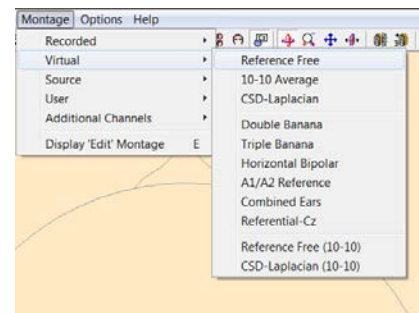 Montage Options Help
Recorded
Virtual
Source
User
Additional Channels
Display 'Edit' Montage E
Reference Free
10-10 Average
CSD-Laplacian
Double Banana
Triple Banana
Horizontal Bipolar
A1/A2 Reference
Combined Ears
Referential-Cz
Reference Free (10-10)
CSD-Laplacian (10-10)